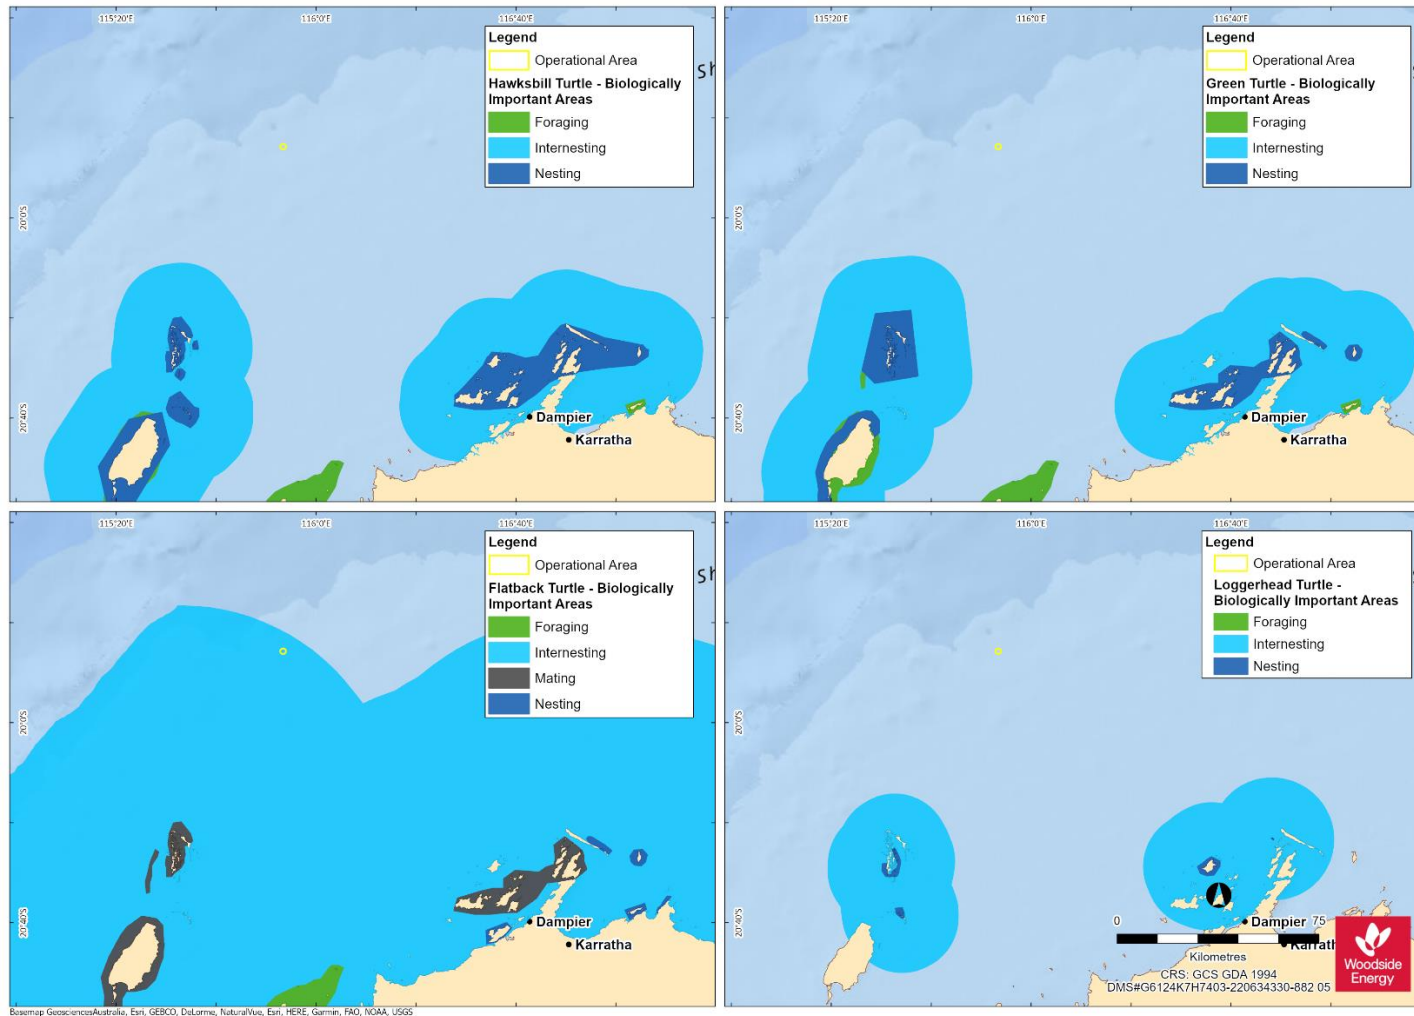 115°20'E
116°0'E
116°40'E
20°0'S
20°40'S
Legend
Operational Area
Hawksbill Turtle - Biologically
Important Areas
Foraging
Internesting
Nesting
Dampier
Karratha
115°20'E
116°0'E
116°40'E
20°0'S
20°40'S
Legend
Operational Area
Green Turtle - Biologically
Important Areas
Foraging
Internesting
Nesting
Dampier
Karratha
115°20'E
116°0'E
116°40'E
20°0'S
20°40'S
Legend
Operational Area
Flatback Turtle - Biologically
Important Areas
Foraging
Internesting
Mating
Nesting
Dampier
Karratha
115°20'E
116°0'E
116°40'E
20°0'S
20°40'S
Legend
Operational Area
Loggerhead Turtle -
Biologically Important Areas
Foraging
Internesting
Nesting
Dampier
Karrath
0 75
Kilometres
CRS: GCS GDA 1994
DMS#G6124K7H7403-220634330-882 05
Woodside
Energy
Basemap GeosciencesAustralia, Esri, GEBCO, DeLorme, NaturalVue, Esri, HERE, Garmin, FAO, NOAA, USGS